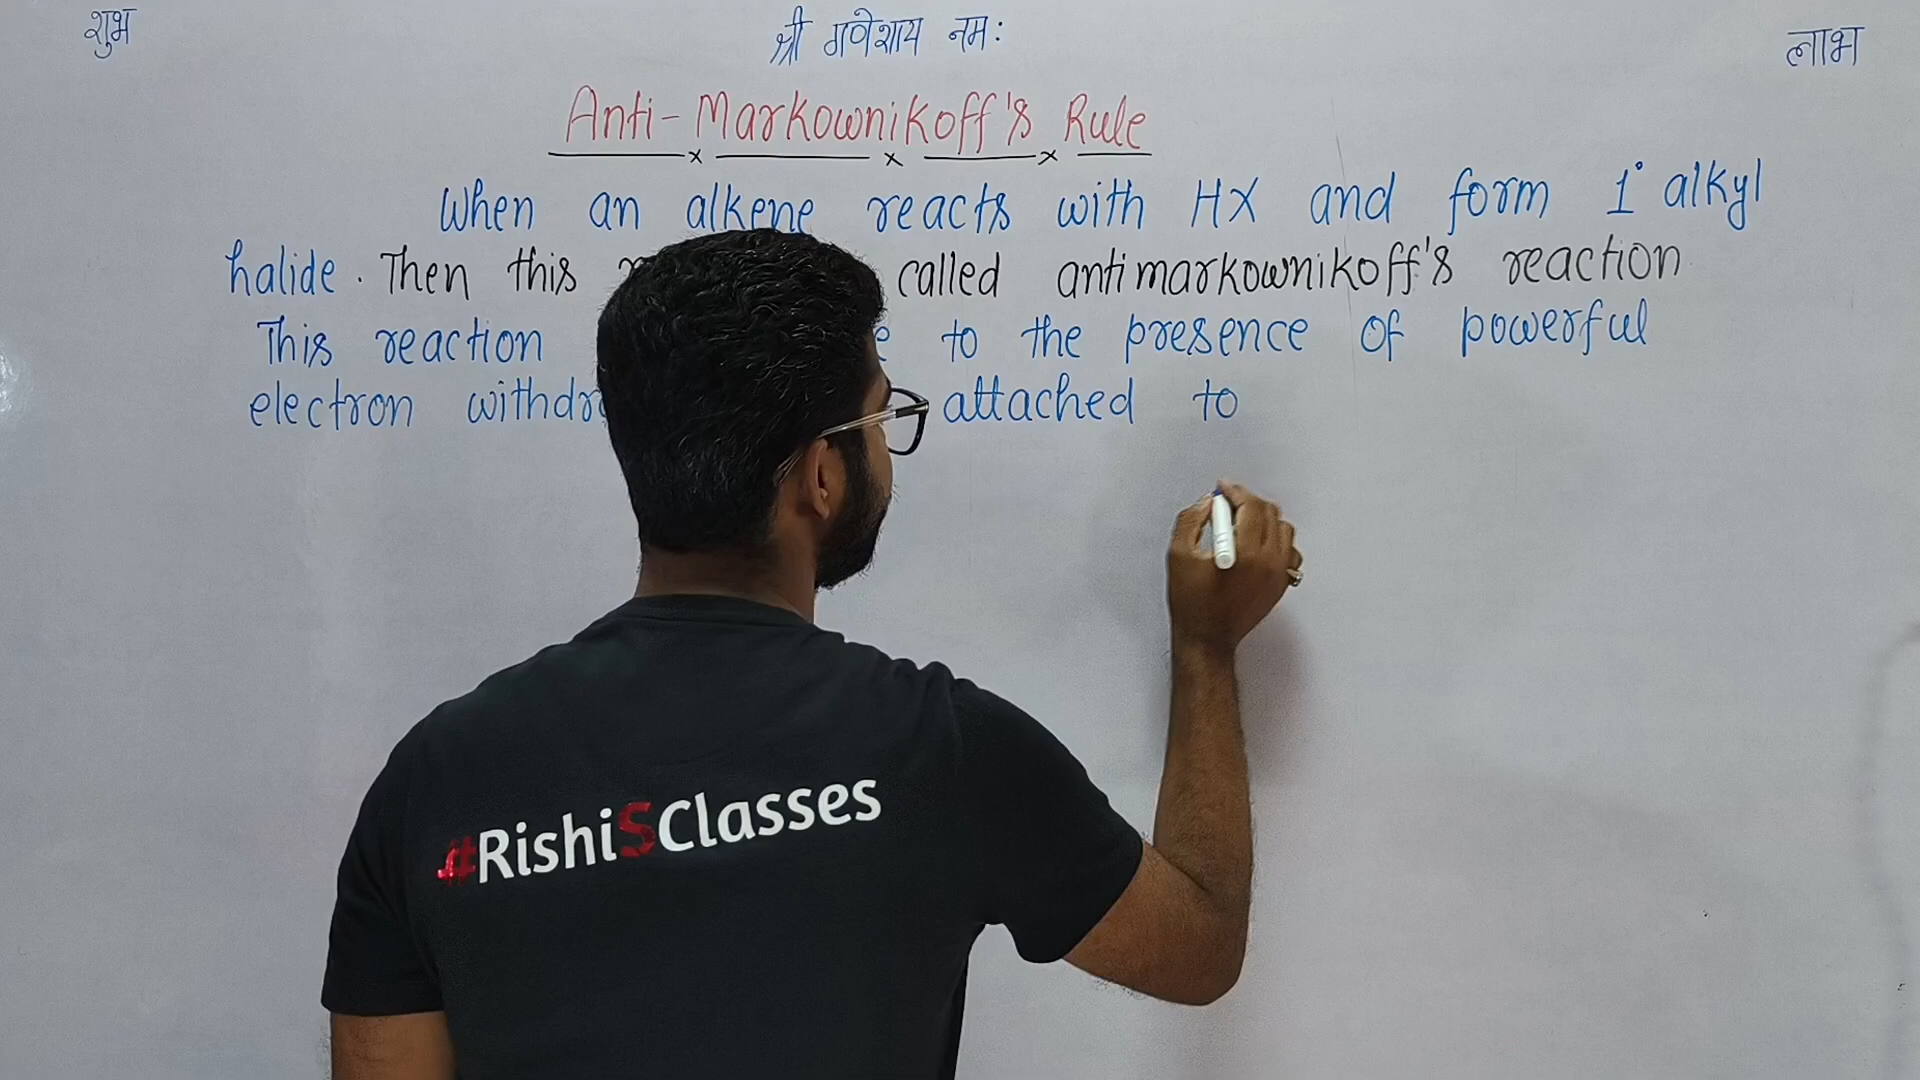 शुभ श्री गणेशाय नमः लाभ
Anti-Markownikoff's Rule
When an alkene reacts with HX and form 1° alkyl
halide. Then this called antimarkownikoff's reaction
This reaction to the presence of powerful
electron attached to
#RishiSClasses